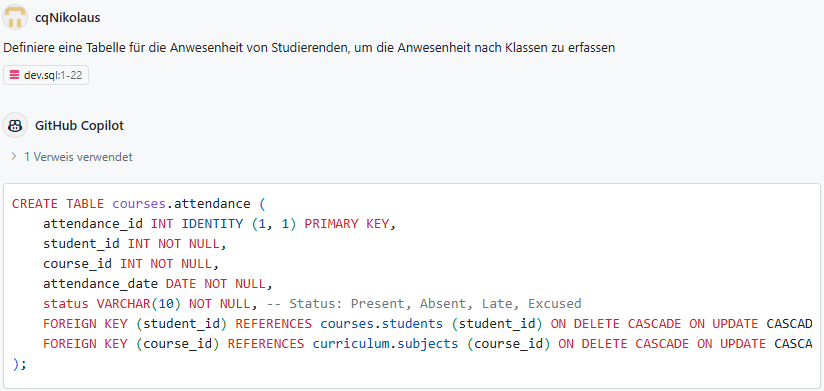 cqNikolaus
Definiere eine Tabelle für die Anwesenheit von Studierenden, um die Anwesenheit nach Klassen zu erfassen
dev.sql:1-22
GitHub Copilot
1 Verweis verwendet
CREATE TABLE courses.attendance (
    attendance_id INT IDENTITY (1, 1) PRIMARY KEY,
    student_id INT NOT NULL,
    course_id INT NOT NULL,
    attendance_date DATE NOT NULL,
    status VARCHAR(10) NOT NULL, -- Status: Present, Absent, Late, Excused
    FOREIGN KEY (student_id) REFERENCES courses.students (student_id) ON DELETE CASCADE ON UPDATE CASCAD
    FOREIGN KEY (course_id) REFERENCES curriculum.subjects (course_id) ON DELETE CASCADE ON UPDATE CASCA
);